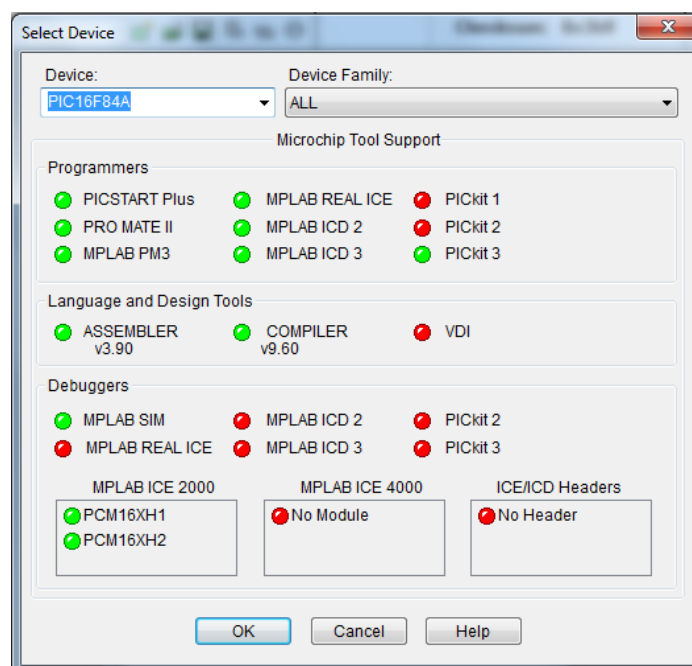 Select Device
Device:
Device Family:
PIC16F84A
ALL
Microchip Tool Support
Programmers
PICSTART Plus
MPLAB REAL ICE
PICkit 1
PRO MATE II
MPLAB ICD 2
PICkit 2
MPLAB PM3
MPLAB ICD 3
PICkit 3
Language and Design Tools
ASSEMBLER
v3.90
COMPILER
v9.60
VDI
Debuggers
MPLAB SIM
MPLAB ICD 2
PICkit 2
MPLAB REAL ICE
MPLAB ICD 3
PICkit 3
MPLAB ICE 2000
MPLAB ICE 4000
ICE/ICD Headers
PCM16XH1
No Module
No Header
PCM16XH2
OK
Cancel
Help